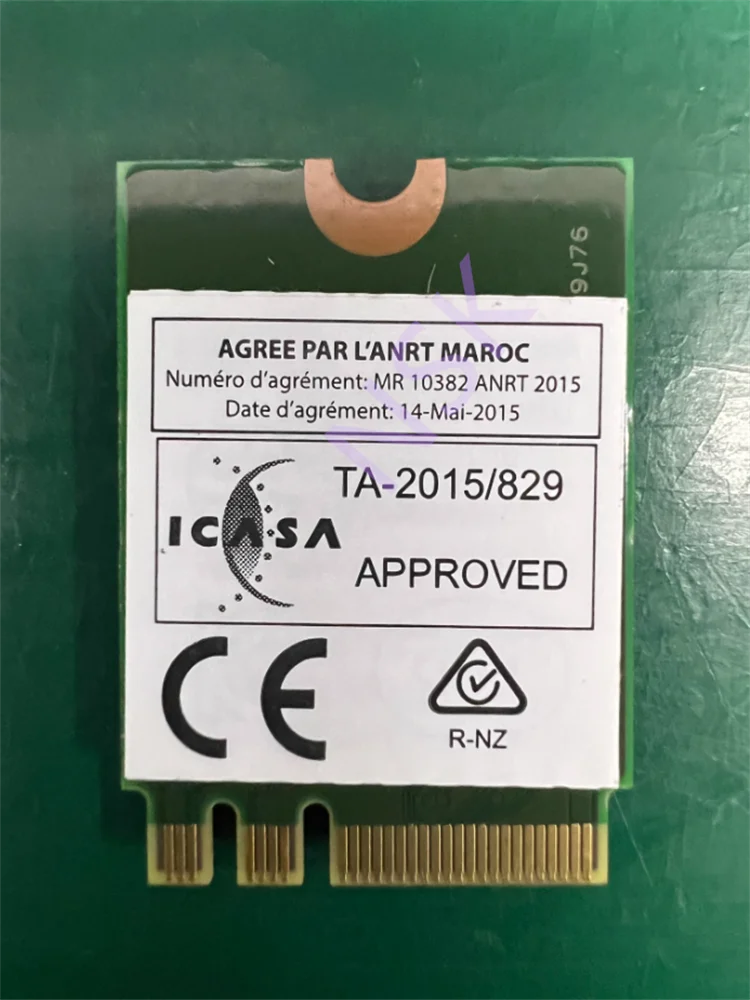 9J76
AGREE PAR L'ANRT MAROC
Numéro d'agrément: MR 10382 ANRT 2015
Date d'agrément: 14-Mai-2015
ICASA
TA-2015/829
APPROVED
CE
R-NZ
NSK